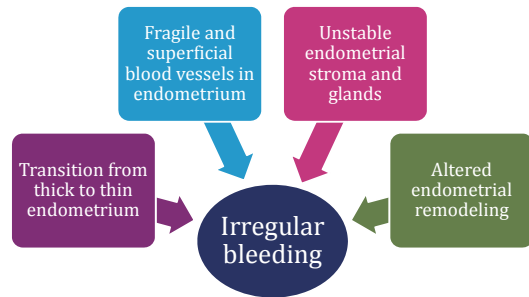 Fragile and
superficial
blood vessels in
endometrium
Unstable
endometrial
stroma and
glands
Transition from
thick to thin
endometrium
Altered
endometrial
remodeling
Irregular
bleeding